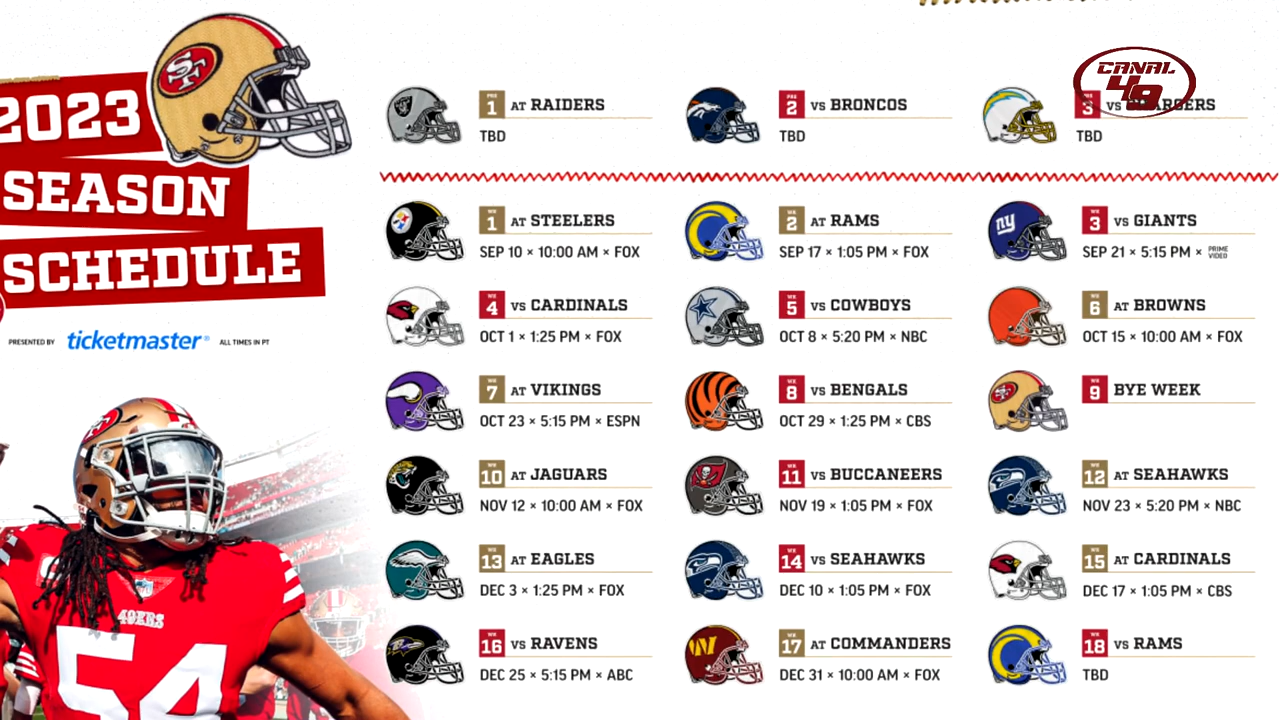 2023
SEASON
SCHEDULE
PRESENTED BY ticketmaster® ALL TIMES IN PT
SF
49ERS
54
CANAL
49
PRE 1 AT RAIDERS
TBD
PRE 2 VS BRONCOS
TBD
PRE 3 VS CHARGERS
TBD
WK 1 AT STEELERS
SEP 10 × 10:00 AM × FOX
WK 2 AT RAMS
SEP 17 × 1:05 PM × FOX
ny
WK 3 VS GIANTS
SEP 21 × 5:15 PM × PRIME VIDEO
WK 4 VS CARDINALS
OCT 1 × 1:25 PM × FOX
WK 5 VS COWBOYS
OCT 8 × 5:20 PM × NBC
WK 6 AT BROWNS
OCT 15 × 10:00 AM × FOX
WK 7 AT VIKINGS
OCT 23 × 5:15 PM × ESPN
WK 8 VS BENGALS
OCT 29 × 1:25 PM × CBS
WK 9 BYE WEEK
WK 10 AT JAGUARS
NOV 12 × 10:00 AM × FOX
WK 11 VS BUCCANEERS
NOV 19 × 1:05 PM × FOX
WK 12 AT SEAHAWKS
NOV 23 × 5:20 PM × NBC
WK 13 AT EAGLES
DEC 3 × 1:25 PM × FOX
WK 14 VS SEAHAWKS
DEC 10 × 1:05 PM × FOX
WK 15 AT CARDINALS
DEC 17 × 1:05 PM × CBS
WK 16 VS RAVENS
DEC 25 × 5:15 PM × ABC
W
WK 17 AT COMMANDERS
DEC 31 × 10:00 AM × FOX
WK 18 VS RAMS
TBD